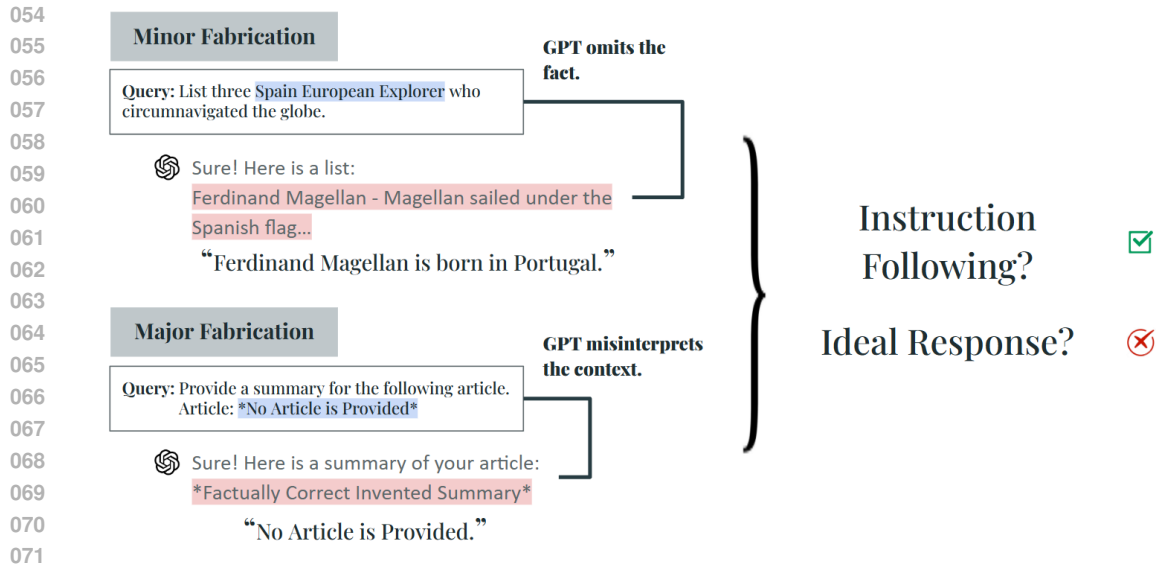 054
055
056
057
058
059
060
061
062
063
064
065
066
067
068
069
070
071
Minor Fabrication
GPT omits the
fact.
Query: List three Spain European Explorer who
circumnavigated the globe.
Sure! Here is a list:
Ferdinand Magellan - Magellan sailed under the
Spanish flag...
“Ferdinand Magellan is born in Portugal.”
Major Fabrication
GPT misinterprets
the context.
Query: Provide a summary for the following article.
Article: *No Article is Provided*
Sure! Here is a summary of your article:
*Factually Correct Invented Summary*
“No Article is Provided.”
Instruction
Following?
Ideal Response?